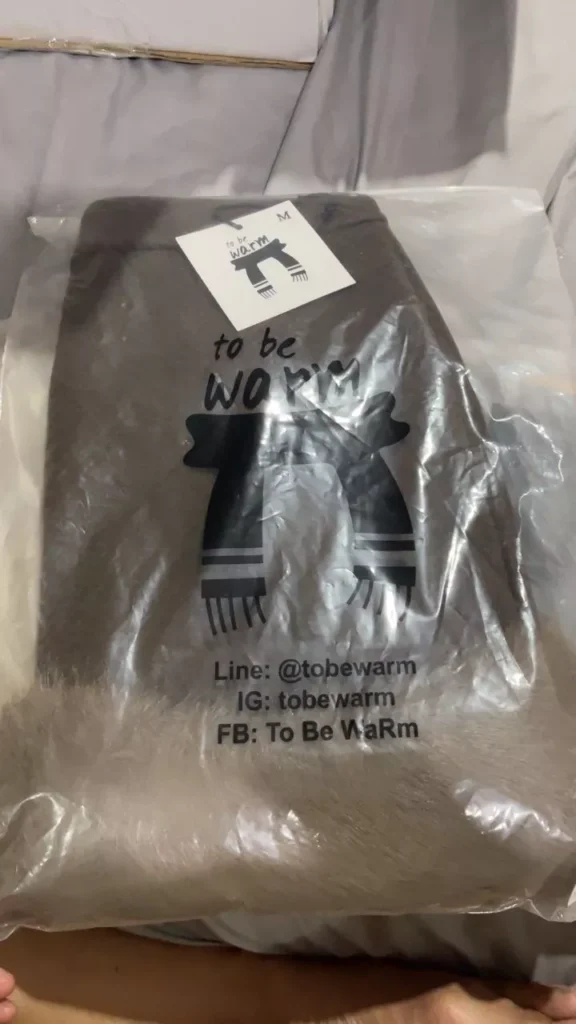 M
to be
warm
to be
warm
Line: @tobewarm
IG: tobewarm
FB: To Be WaRm